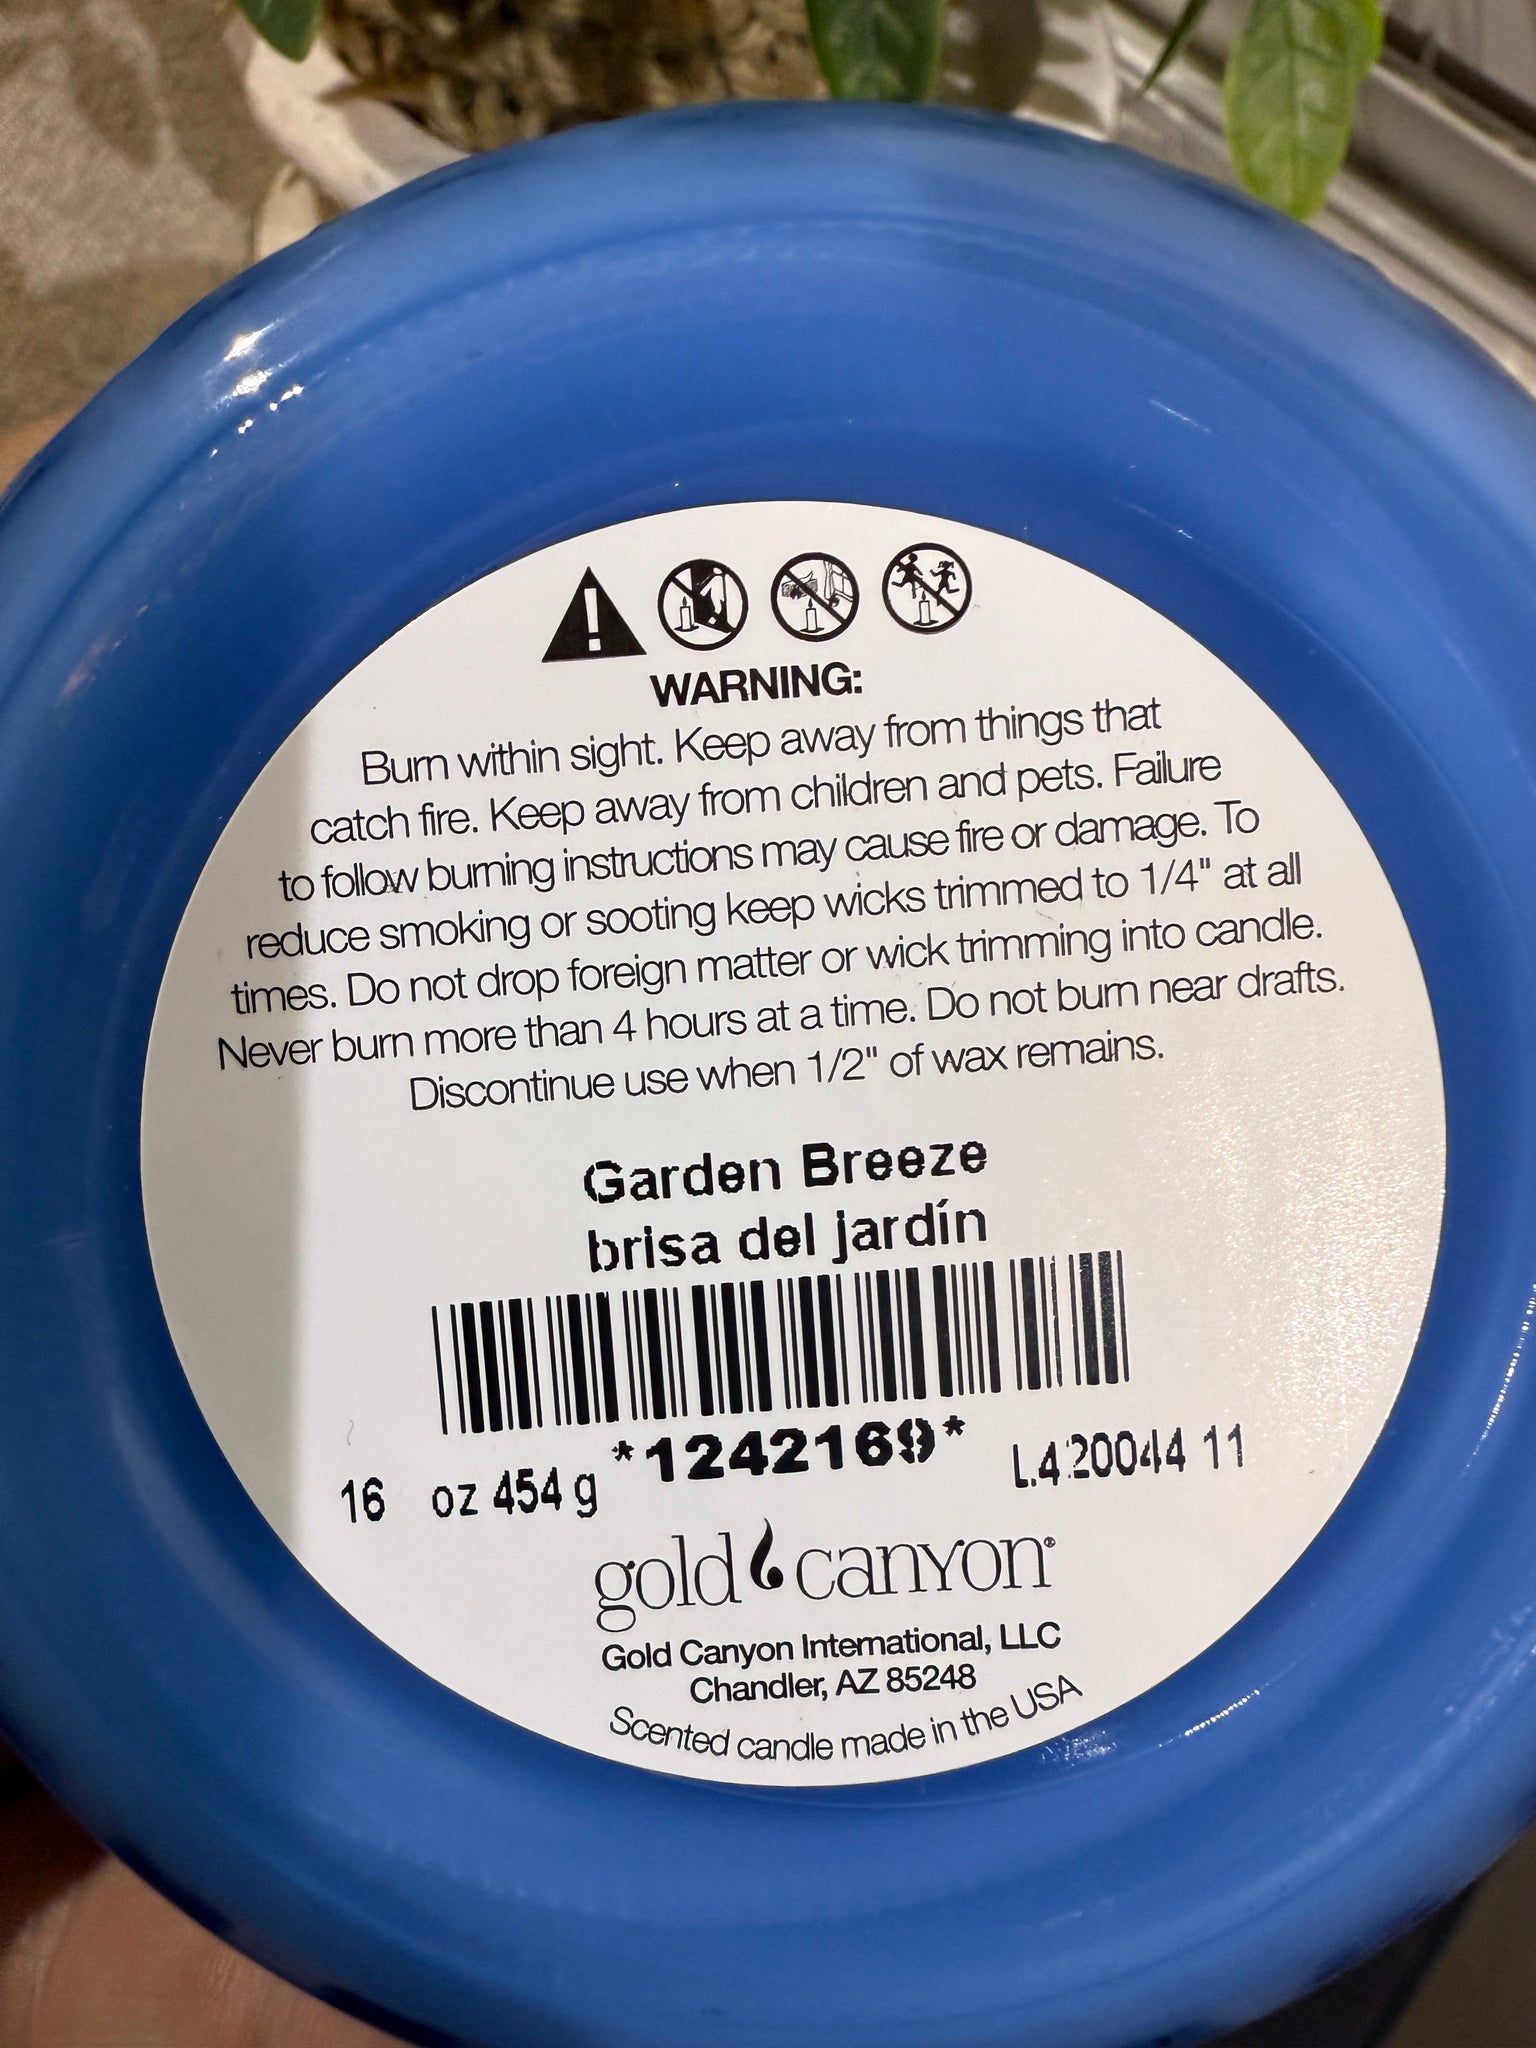 WARNING:
Burn within sight. Keep away from things that
catch fire. Keep away from children and pets. Failure
to follow burning instructions may cause fire or damage. To
reduce smoking or sooting keep wicks trimmed to 1/4" at all
times. Do not drop foreign matter or wick trimming into candle.
Never burn more than 4 hours at a time. Do not burn near drafts.
Discontinue use when 1/2" of wax remains.
Garden Breeze
brisa del jardín
*1242169*
16 oz 454 g
L.4 20044 11
gold canyon®
Gold Canyon International, LLC
Chandler, AZ 85248
Scented candle made in the USA